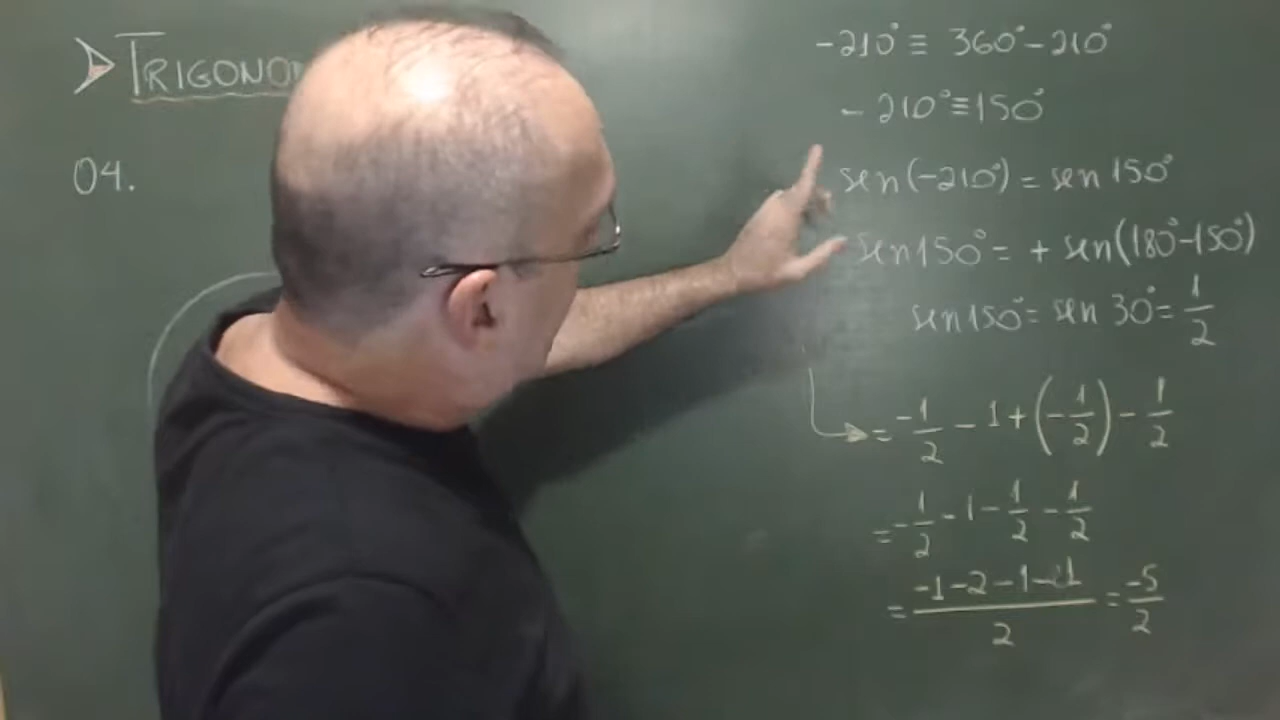 TRIGONO
04.
-210° ≡ 360° - 210°
- 210° ≡ 150°
sen(-210°) = sen 150°
sen 150° = + sen(180° - 150°)
sen 150° = sen 30° = 1/2
= -1/2 - 1 + (-1/2) - 1/2
= -1/2 - 1 - 1/2 - 1/2
= (-1 - 2 - 1 - 1)/2 = -5/2